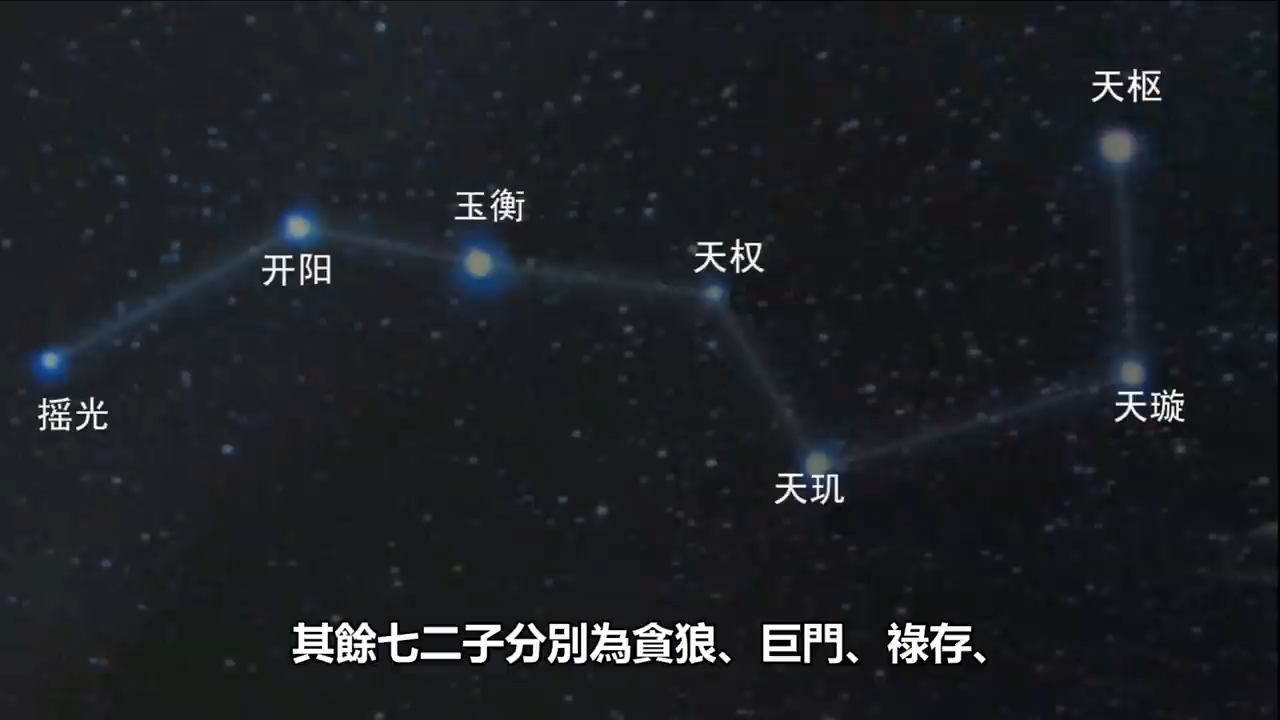 天枢
玉衡
天权
开阳
天璇
摇光
天玑
其餘七二子分別為貪狼、巨門、祿存、